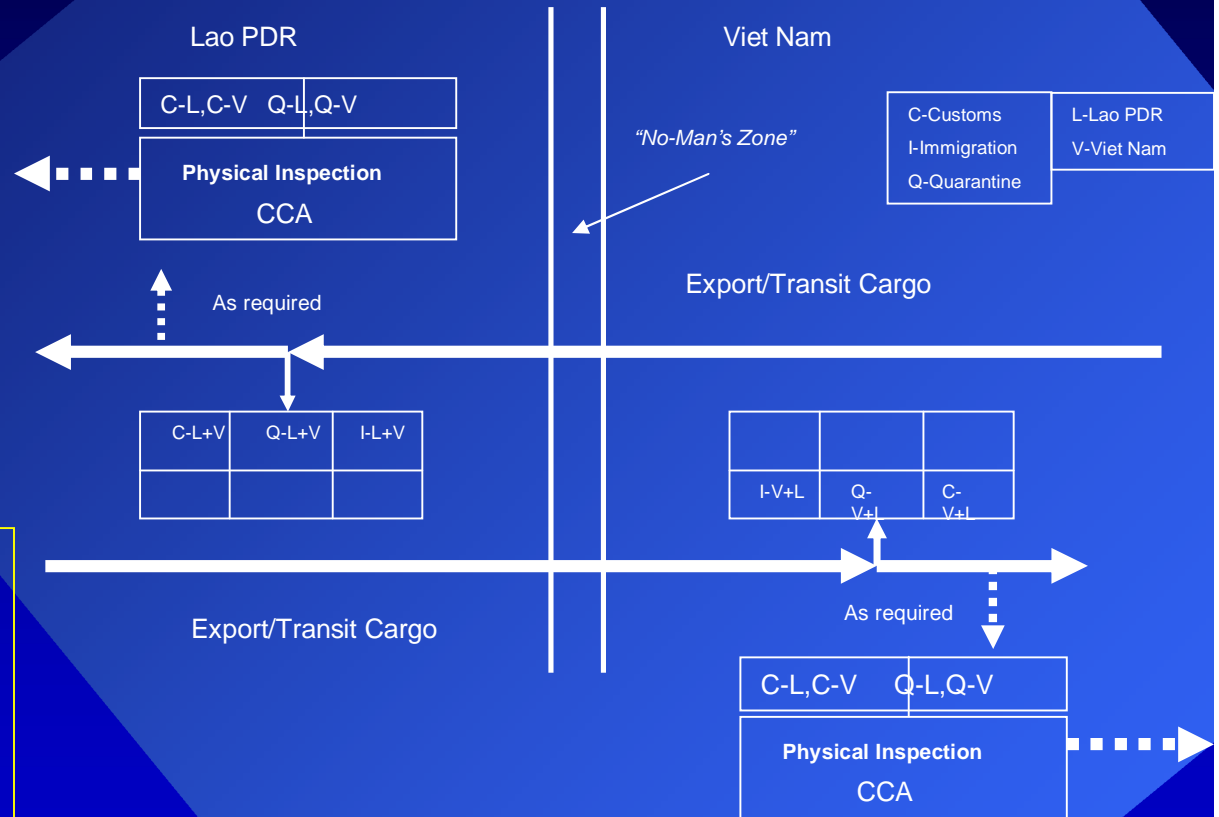 Lao PDR
Viet Nam
C-L,C-V Q-L,Q-V
Physical Inspection
CCA
"No-Man's Zone"
C-Customs
I-Immigration
Q-Quarantine
L-Lao PDR
V-Viet Nam
As required
Export/Transit Cargo
C-L+V Q-L+V I-L+V
I-V+L
Q-
V+L
C-
V+L
Export/Transit Cargo
As required
C-L,C-V Q-L,Q-V
Physical Inspection
CCA